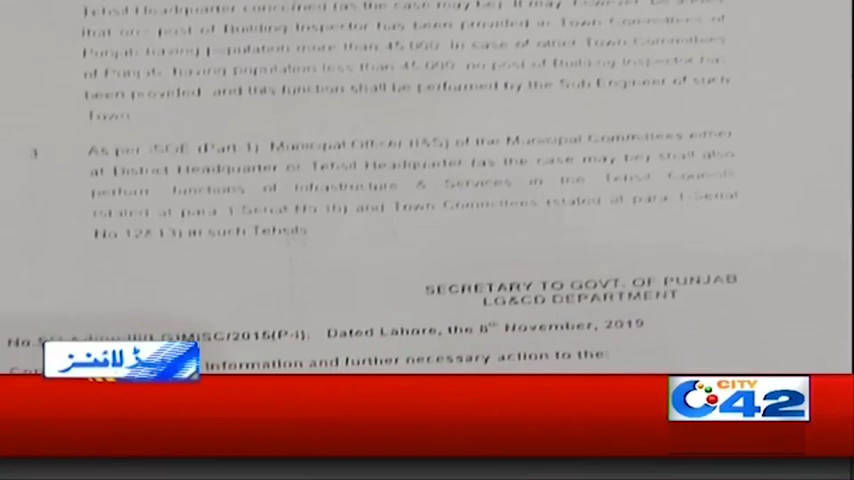 Tehsil Headquarter concerned (as the case may be). It may, however, be
that one post of Building Inspector has been provided in Town Committees of
Punjab having population more than 45,000. In case of other Town Committees
of Punjab, having population less than 45,000, no post of Building Inspector has
been provided and this function shall be performed by the Sub Engineer of such
Town.
3 As per (Part-1) Municipal Officer (I&S) of the Municipal Committees either
at District Headquarter or Tehsil Headquarter (as the case may be) shall also
perform functions of Infrastructure & Services in the Tehsil Councils
(stated at para 1-Serial No and Town Committees (stated at para 1-Serial
No.12&13) in such Tehsils
SECRETARY TO GOVT. OF PUNJAB
LG&CD DEPARTMENT
MISC/2015(P-I). Dated Lahore, the 8th November, 2019
information and further necessary action to the:
ڈلائنز
CITY
42